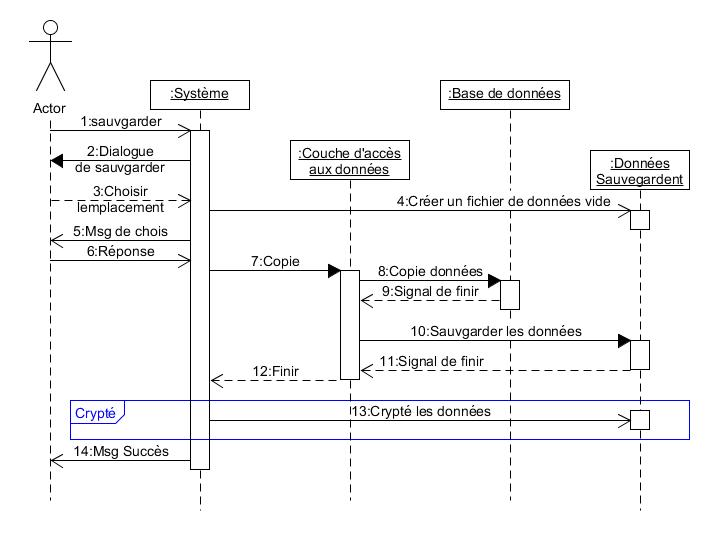 Actor
:Système
:Base de données
:Couche d'accès
aux données
:Données
Sauvegardent
1:sauvgarder
2:Dialogue
de sauvgarder
3:Choisir
lemplacement
4:Créer un fichier de données vide
5:Msg de chois
6:Réponse
7:Copie
8:Copie données
9:Signal de finir
10:Sauvgarder les données
11:Signal de finir
12:Finir
Crypté
13:Crypté les données
14:Msg Succès